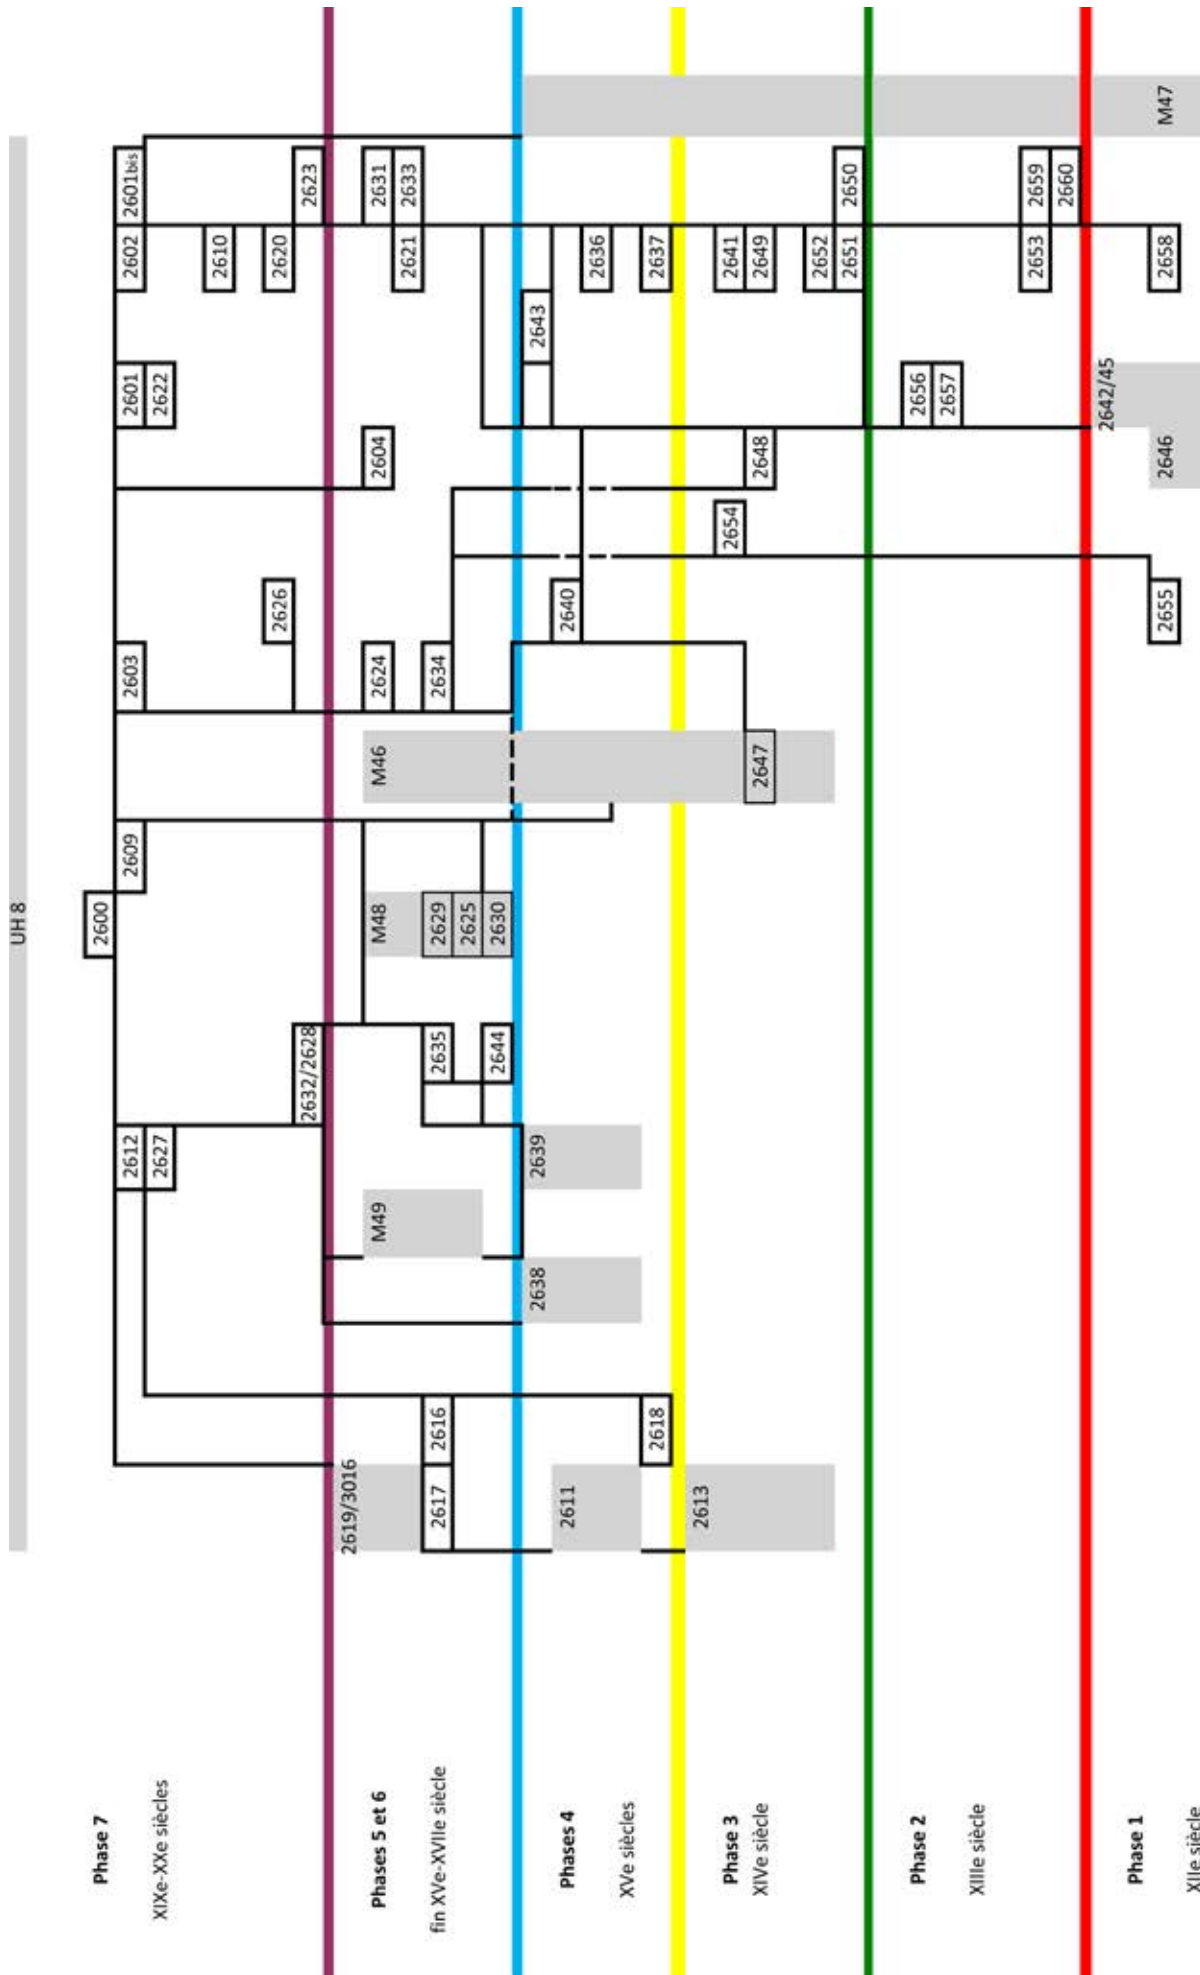 UH 8
Phase 7 2600
2612 2609 2603 2601 2602 2601bis
XIXe-XXe siècles 2627 2622
2610
2626 2620
2632/2628 2623
2619/3016
Phases 5 et 6 M49 M48 M46 2624 2604 2631
2621 2633
fin XVe-XVIIe siècle 2617 2616 2635 2629 2634
2625
2644 2630
2638 2639 2643
Phases 4 2611 2640
2636
XVe siècles
2618 2637
2613
Phase 3 2654 2641
XIVe siècle 2647 2648 2649
2652
2651 2650
Phase 2 2656
2657
XIIIe siècle
2653 2659
2660
2642/45
Phase 1
2655 2646 2658 M47
XIIe siècle